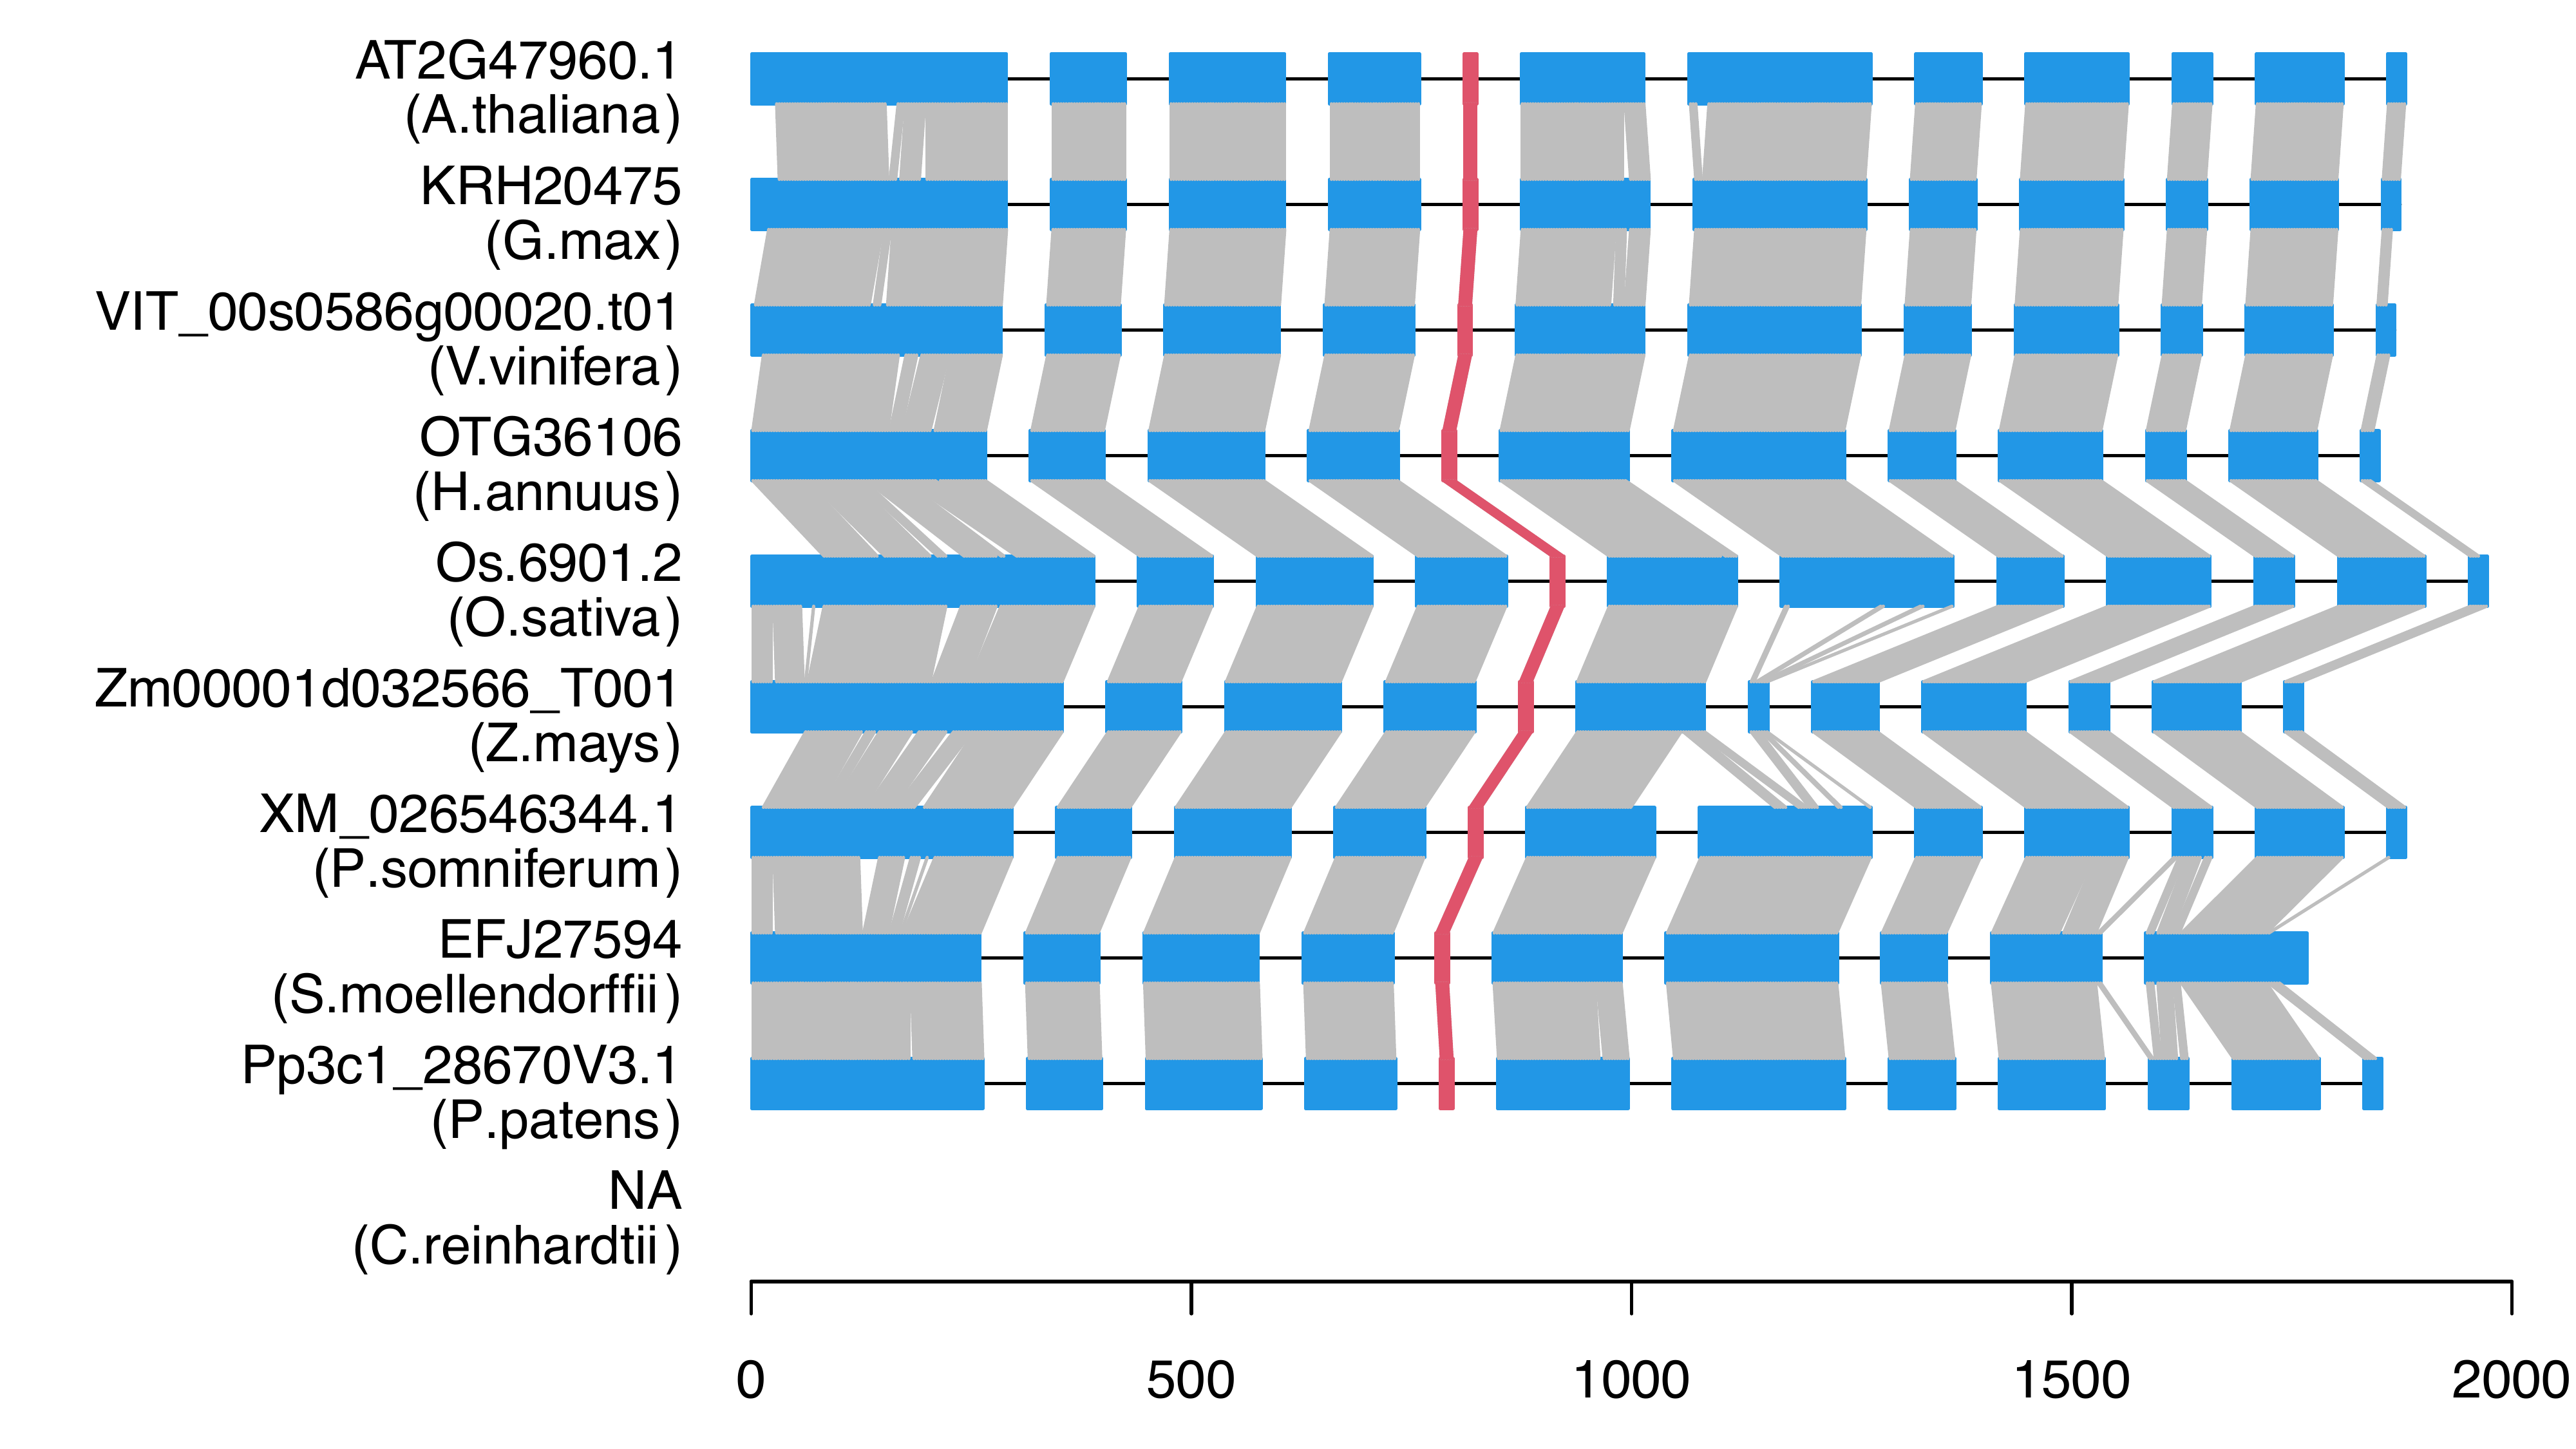 AT2G47960.1
(A.thaliana)
KRH20475
(G.max)
VIT_00s0586g00020.t01
(V.vinifera)
OTG36106
(H.annuus)
Os.6901.2
(O.sativa)
Zm00001d032566_T001
(Z.mays)
XM_026546344.1
(P.somniferum)
EFJ27594
(S.moellendorffii)
Pp3c1_28670V3.1
(P.patens)
NA
(C.reinhardtii)
0 500 1000 1500 2000